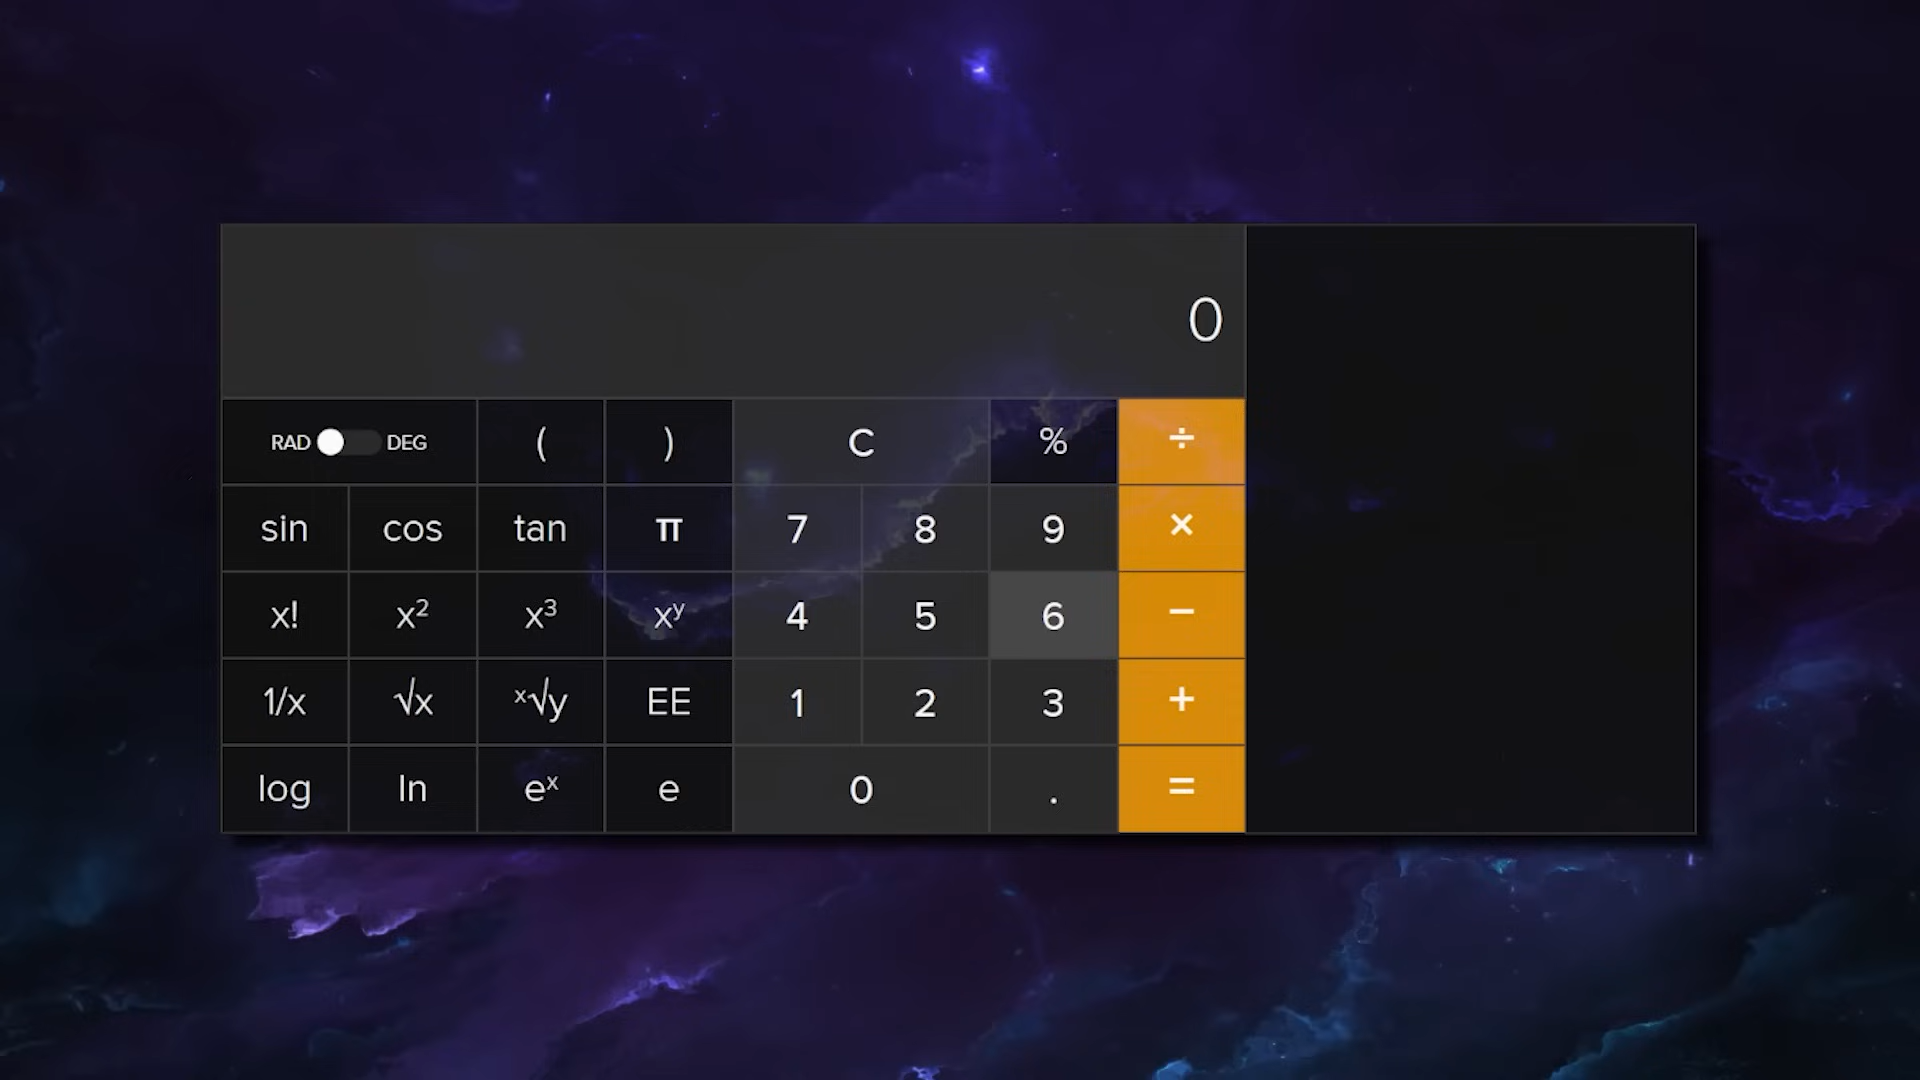 0
RAD DEG ( ) C % ÷
sin cos tan π 7 8 9 ×
x! x² x³ xʸ 4 5 6 −
1/x √x ˣ√y EE 1 2 3 +
log ln eˣ e 0 . =